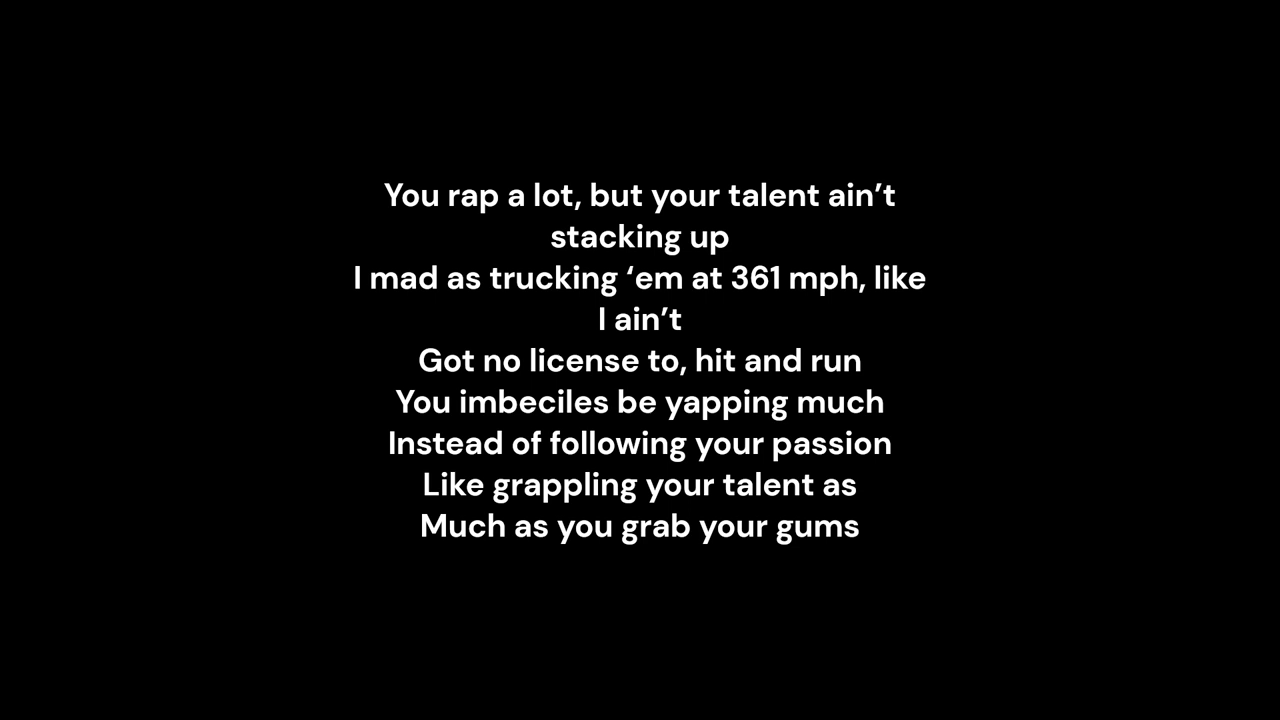 You rap a lot, but your talent ain’t
stacking up
I mad as trucking ‘em at 361 mph, like
I ain’t
Got no license to, hit and run
You imbeciles be yapping much
Instead of following your passion
Like grappling your talent as
Much as you grab your gums